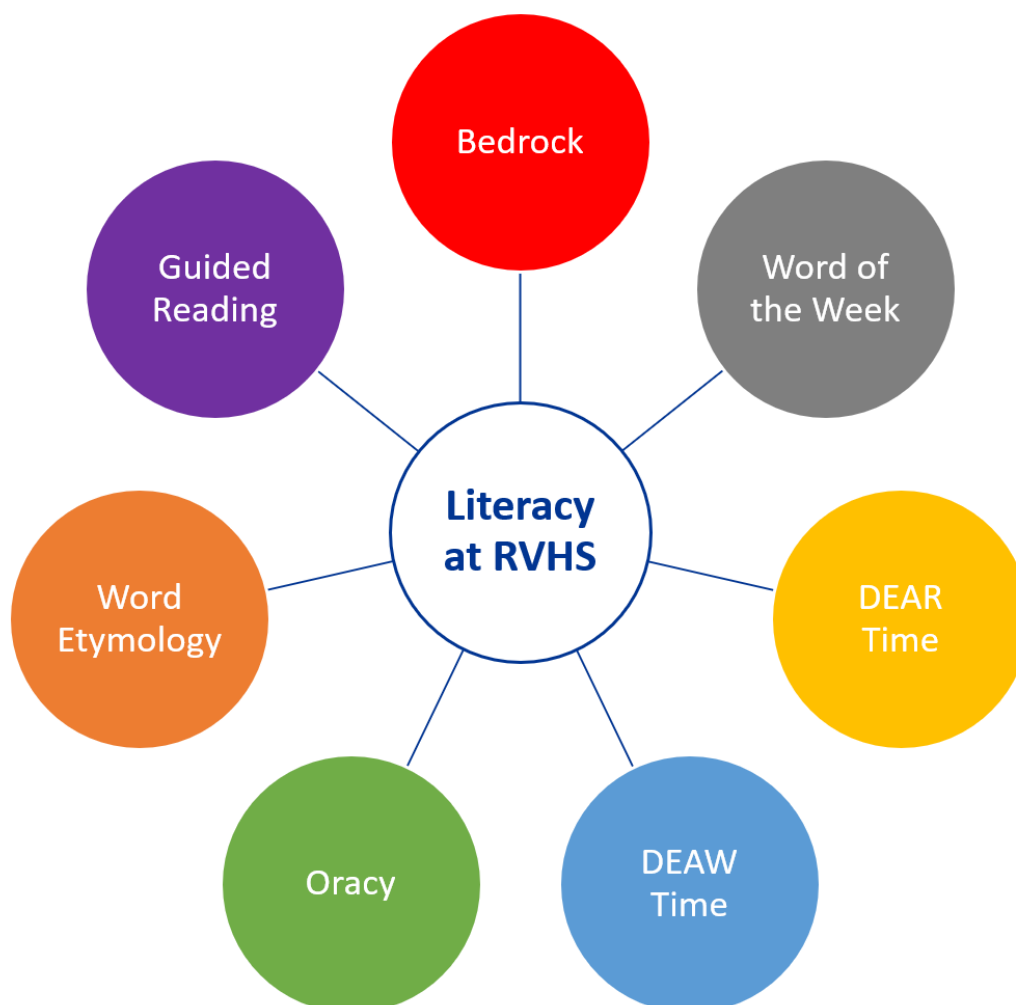 Bedrock
Guided
Reading
Word of
the Week
Literacy
at RVHS
Word
Etymology
DEAR
Time
Oracy
DEAW
Time